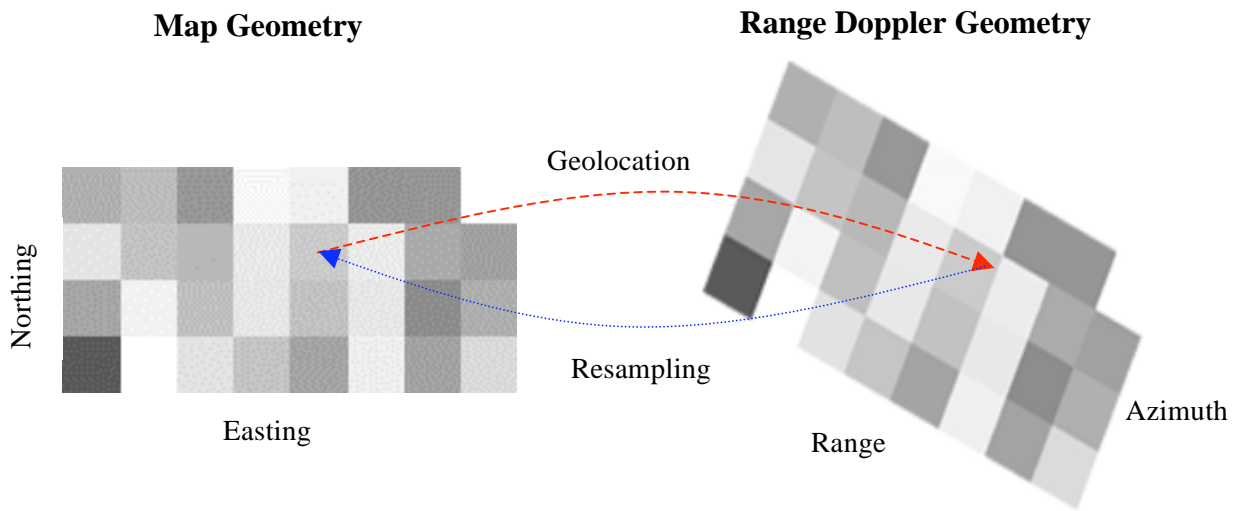 Map Geometry
Range Doppler Geometry
Geolocation
Northing
Resampling
Easting
Range
Azimuth